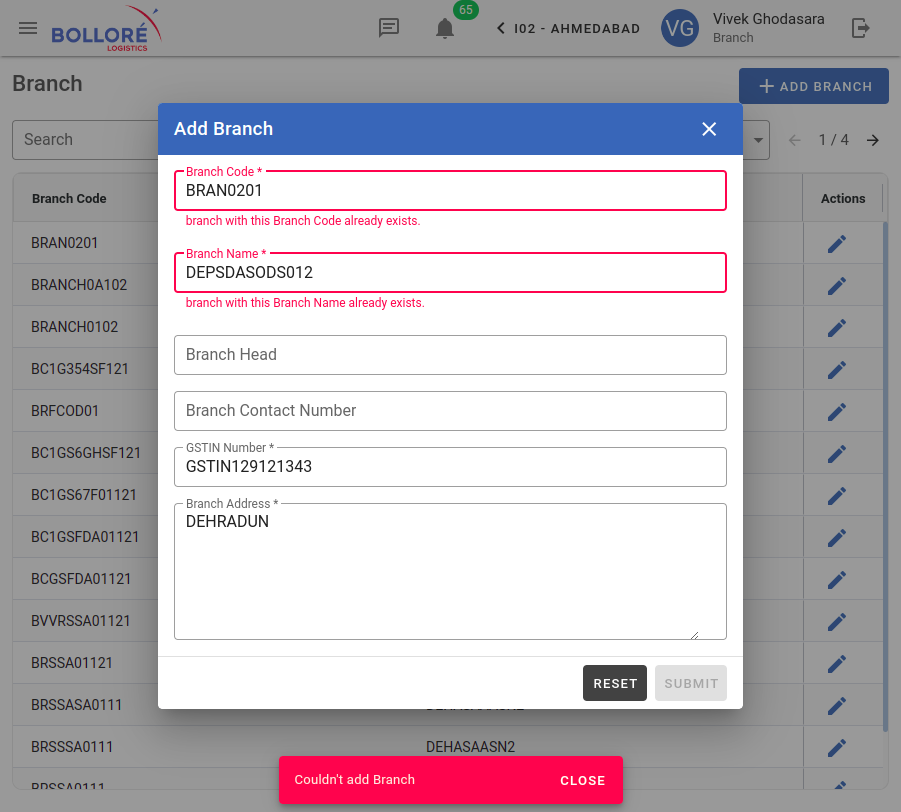 BOLLORÉ
LOGISTICS
65
I02 - AHMEDABAD
VG
Vivek Ghodasara
Branch
Branch
ADD BRANCH
Search
1 / 4
Branch Code
Actions
BRAN0201
BRANCH0A102
BRANCH0102
BC1G354SF121
BRFCOD01
BC1GS6GHSF121
BC1GS67F01121
BC1GSFDA01121
BCGSFDA01121
BVVRSSA01121
BRSSA01121
BRSSASA0111
BRSSSA0111
DEHASAASN2
BRSSA0111
Add Branch
Branch Code *
BRAN0201
branch with this Branch Code already exists.
Branch Name *
DEPSDASODS012
branch with this Branch Name already exists.
Branch Head
Branch Contact Number
GSTIN Number *
GSTIN129121343
Branch Address *
DEHRADUN
RESET
SUBMIT
Couldn't add Branch
CLOSE